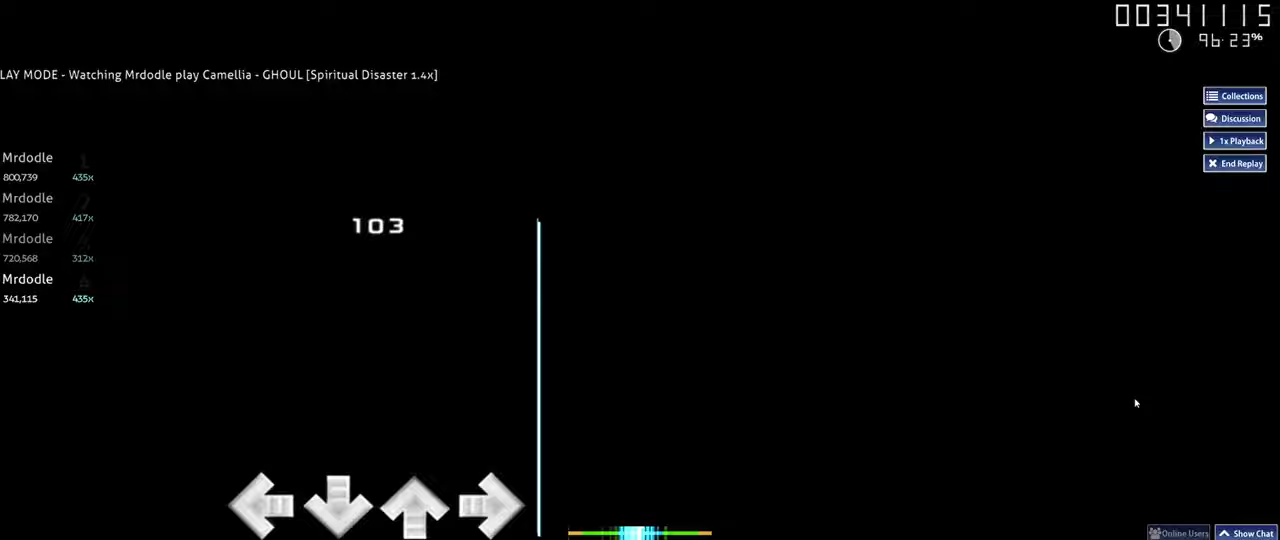 00341115
96.23%
LAY MODE - Watching Mrdodle play Camellia - GHOUL [Spiritual Disaster 1.4x]
Collections
Discussion
1x Playback
End Replay
Mrdodle
800,739 435x
Mrdodle
782,170 417x
Mrdodle
720,568 312x
Mrdodle
341,115 435x
103
Online Users
Show Chat